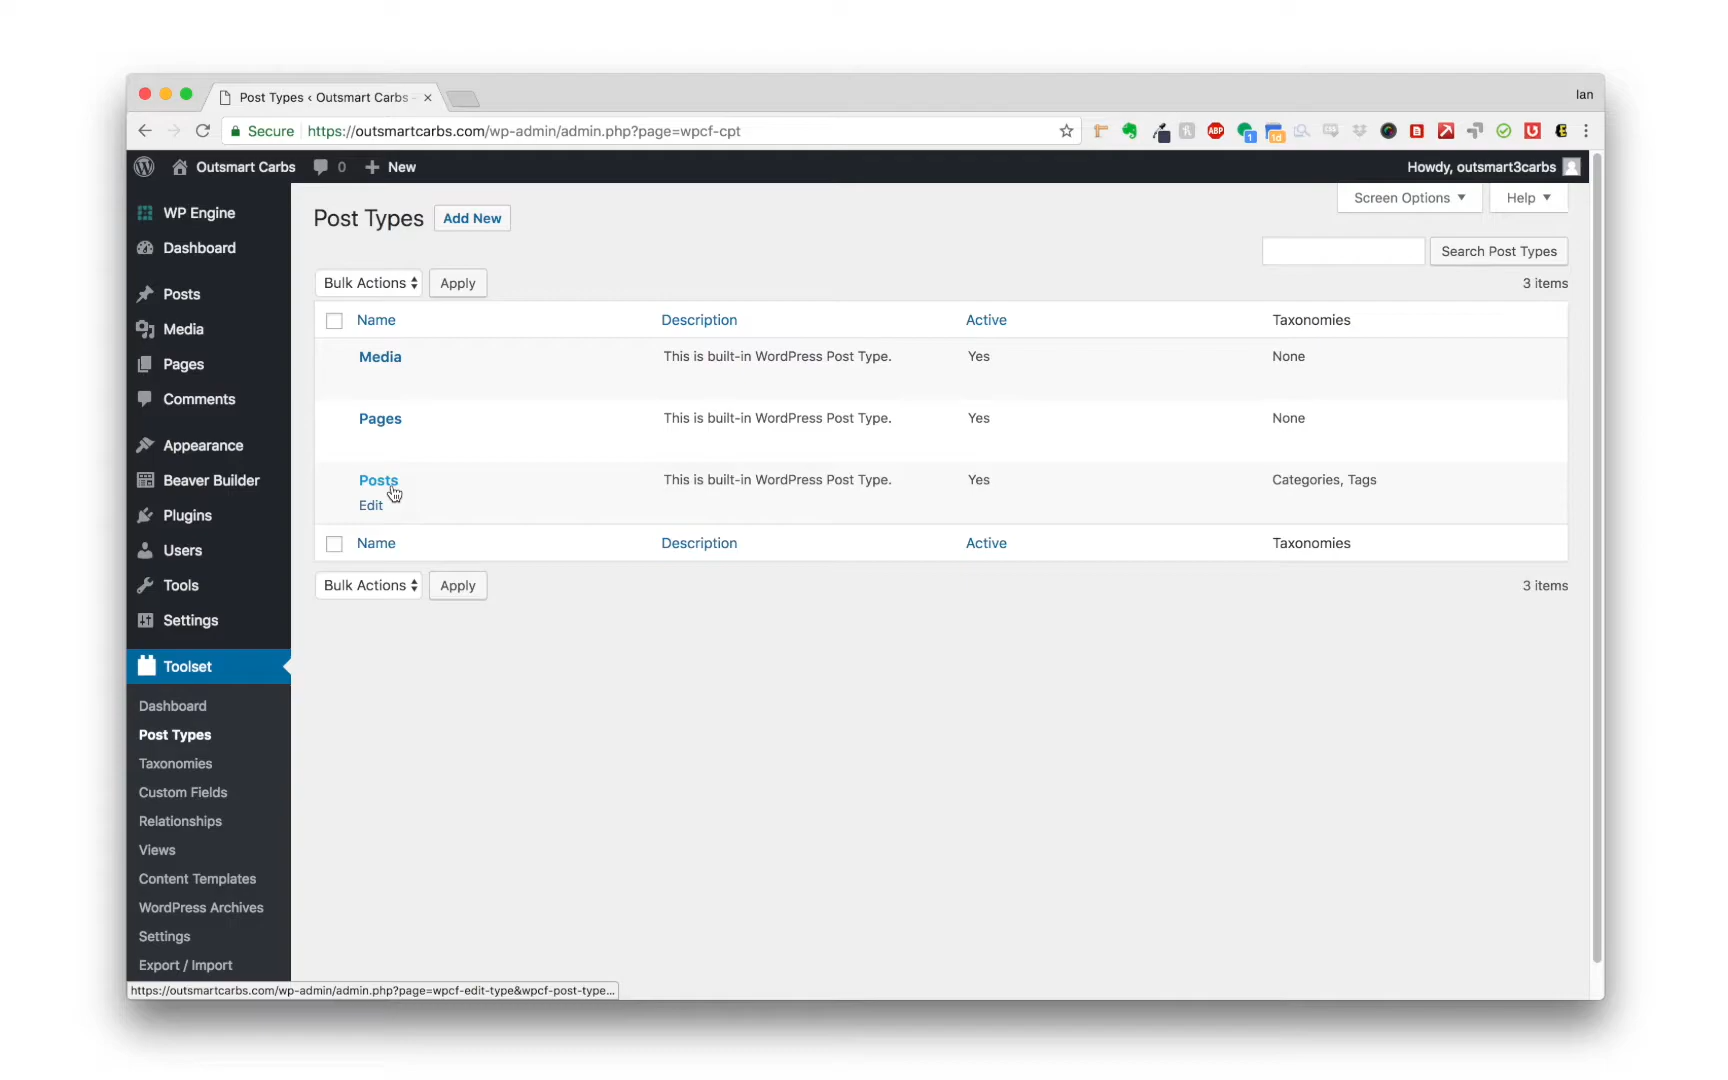 Post Types ‹ Outsmart Carbs
Ian
Secure https://outsmartcarbs.com/wp-admin/admin.php?page=wpcf-cpt
ABP 1 1d
Outsmart Carbs 0 New
Howdy, outsmart3carbs
WP Engine
Dashboard
Posts
Media
Pages
Comments
Appearance
Beaver Builder
Plugins
Users
Tools
Settings
Toolset
Dashboard
Post Types
Taxonomies
Custom Fields
Relationships
Views
Content Templates
WordPress Archives
Settings
Export / Import
Screen Options Help
Post Types Add New
Search Post Types
Bulk Actions Apply 3 items
Name Description Active Taxonomies
Media This is built-in WordPress Post Type. Yes None
Pages This is built-in WordPress Post Type. Yes None
Posts This is built-in WordPress Post Type. Yes Categories, Tags
Edit
Name Description Active Taxonomies
Bulk Actions Apply 3 items
https://outsmartcarbs.com/wp-admin/admin.php?page=wpcf-edit-type&wpcf-post-type...